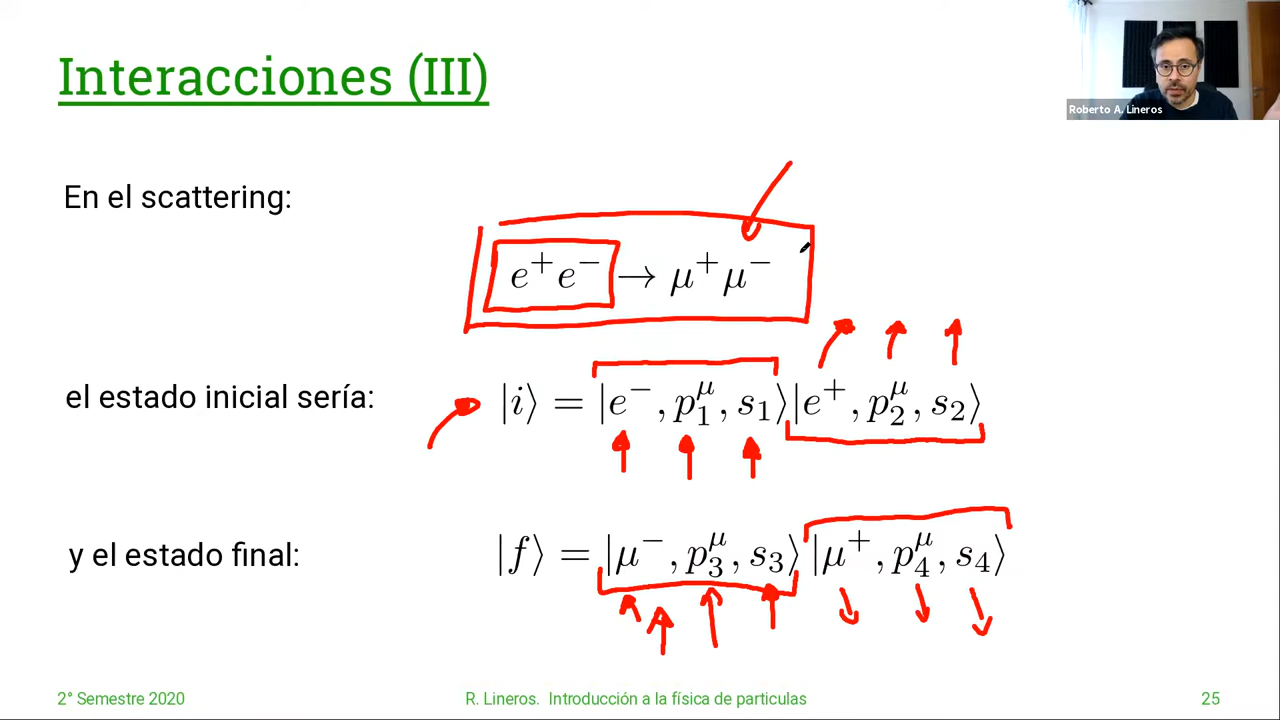 Interacciones (III)
Roberto A. Lineros
En el scattering:
e⁺e⁻ → μ⁺μ⁻
el estado inicial sería: |i⟩ = |e⁻, p₁^μ, s₁⟩|e⁺, p₂^μ, s₂⟩
y el estado final: |f⟩ = |μ⁻, p₃^μ, s₃⟩|μ⁺, p₄^μ, s₄⟩
2° Semestre 2020 R. Lineros. Introducción a la física de particulas 25